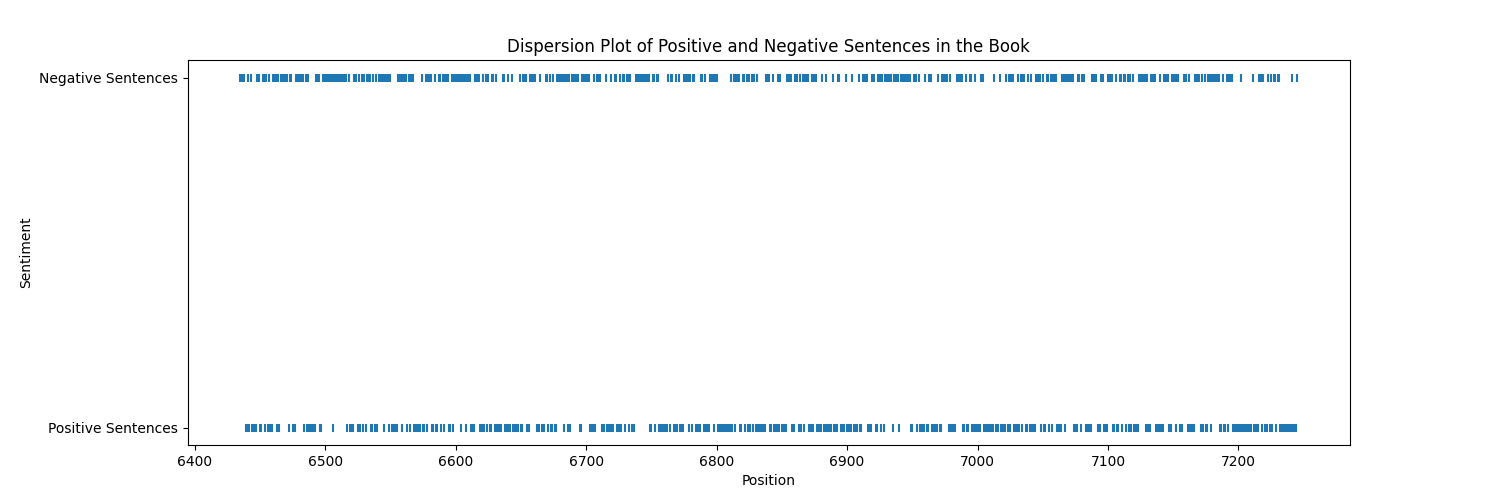 Dispersion Plot of Positive and Negative Sentences in the Book
Negative Sentences
Sentiment
Positive Sentences
6400 6500 6600 6700 6800 6900 7000 7100 7200
Position